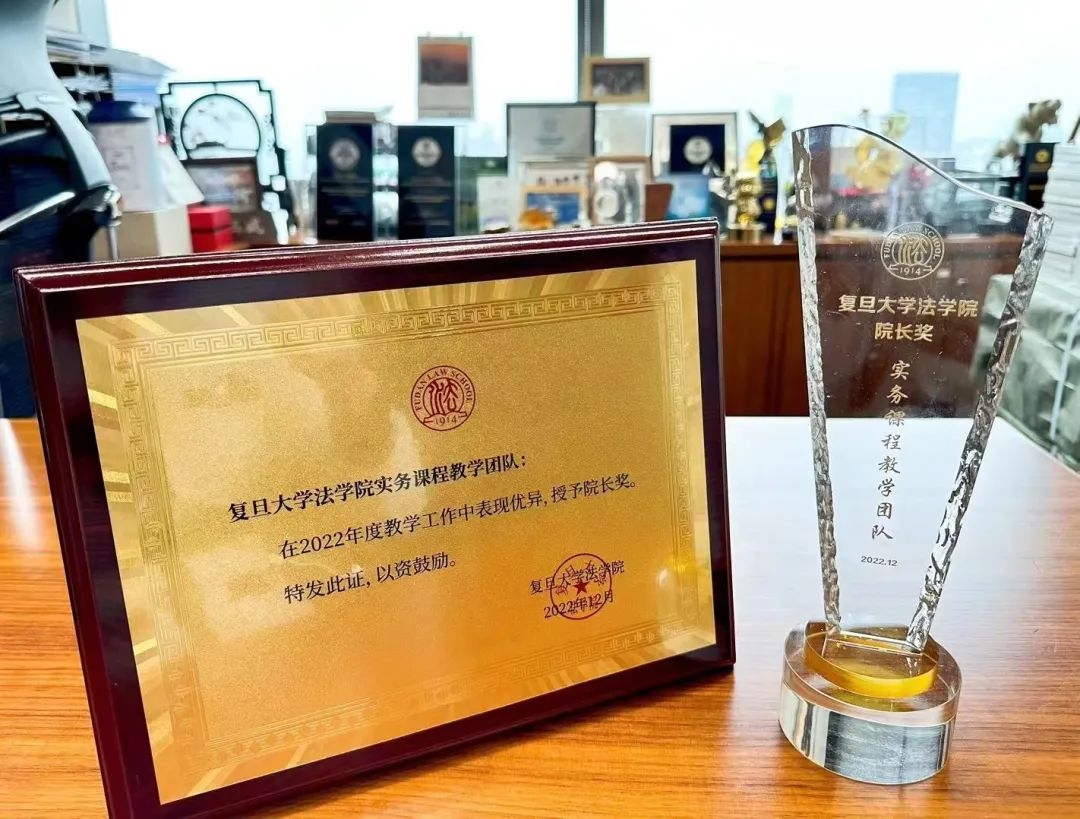 FUDAN LAW SCHOOL
1914
复旦大学法学院实务课程教学团队:
在2022年度教学工作中表现优异, 授予院长奖。
特发此证, 以资鼓励。
复旦大学法学院
2022年12月
FUDAN LAW SCHOOL
1914
复旦大学法学院
院长奖
实务课程教学团队
2022.12